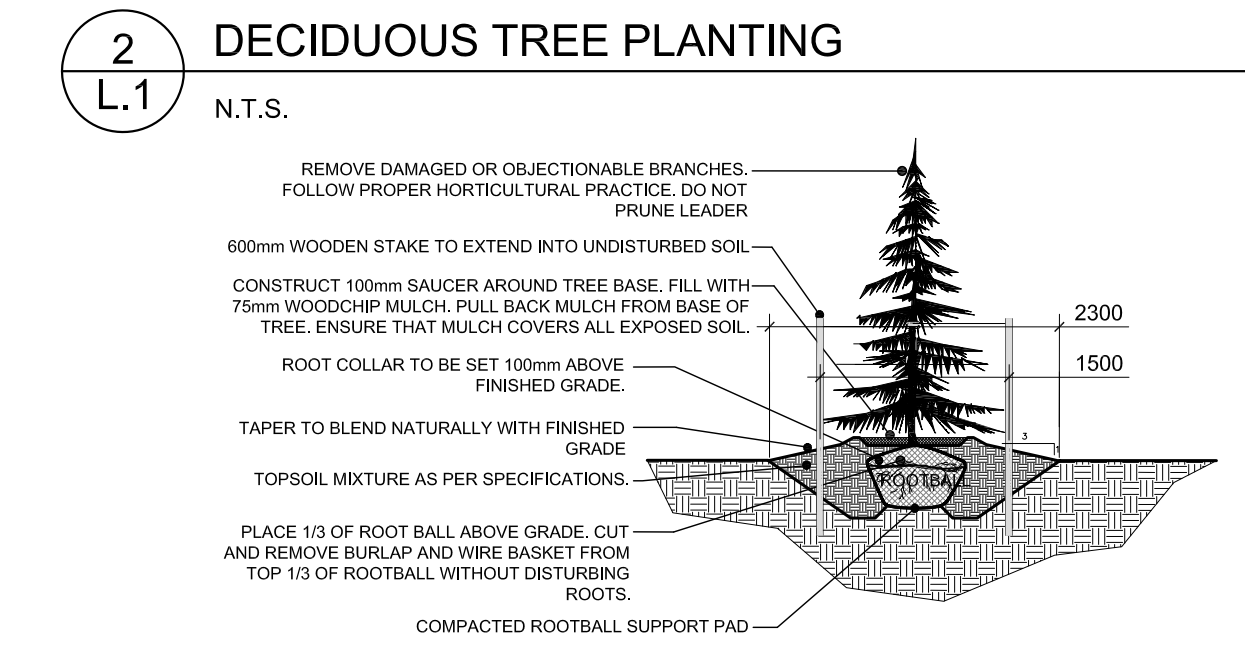 2
L.1
DECIDUOUS TREE PLANTING
N.T.S.
REMOVE DAMAGED OR OBJECTIONABLE BRANCHES.
FOLLOW PROPER HORTICULTURAL PRACTICE. DO NOT
PRUNE LEADER
600mm WOODEN STAKE TO EXTEND INTO UNDISTURBED SOIL
CONSTRUCT 100mm SAUCER AROUND TREE BASE. FILL WITH
75mm WOODCHIP MULCH. PULL BACK MULCH FROM BASE OF
TREE. ENSURE THAT MULCH COVERS ALL EXPOSED SOIL.
2300
1500
ROOT COLLAR TO BE SET 100mm ABOVE
FINISHED GRADE.
TAPER TO BLEND NATURALLY WITH FINISHED
GRADE
3
1
TOPSOIL MIXTURE AS PER SPECIFICATIONS.
ROOTBALL
PLACE 1/3 OF ROOT BALL ABOVE GRADE. CUT
AND REMOVE BURLAP AND WIRE BASKET FROM
TOP 1/3 OF ROOTBALL WITHOUT DISTURBING
ROOTS.
COMPACTED ROOTBALL SUPPORT PAD